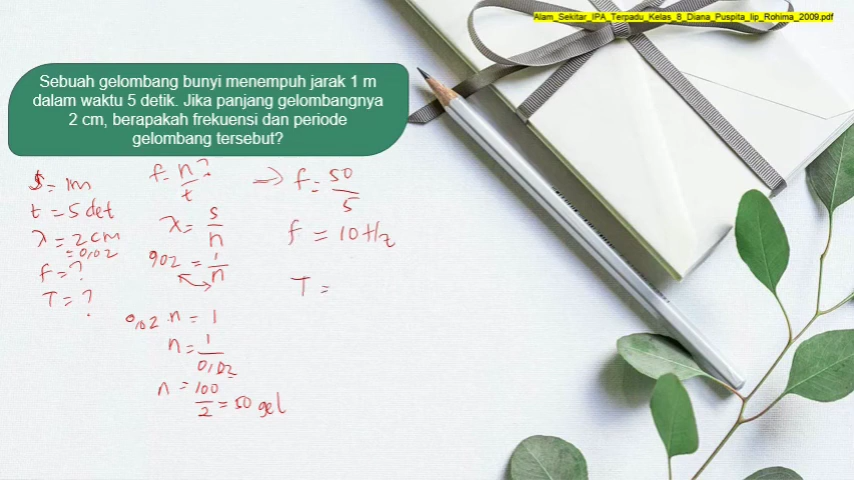 Alam_Sekitar_IPA_Terpadu_Kelas_8_Diana_Puspita_Iip_Rohima_2009.pdf
Sebuah gelombang bunyi menempuh jarak 1 m
dalam waktu 5 detik. Jika panjang gelombangnya
2 cm, berapakah frekuensi dan periode
gelombang tersebut?
S = 1m
t = 5 det
λ = 2 cm
= 0,02
f = ?
T = ?
f = n?/t
λ = s/n
0,02 = 1/n
0,02 . n = 1
n = 1/0,02
n = 100/2 = 50 gel
=> f = 50/5
f = 10 Hz
T =